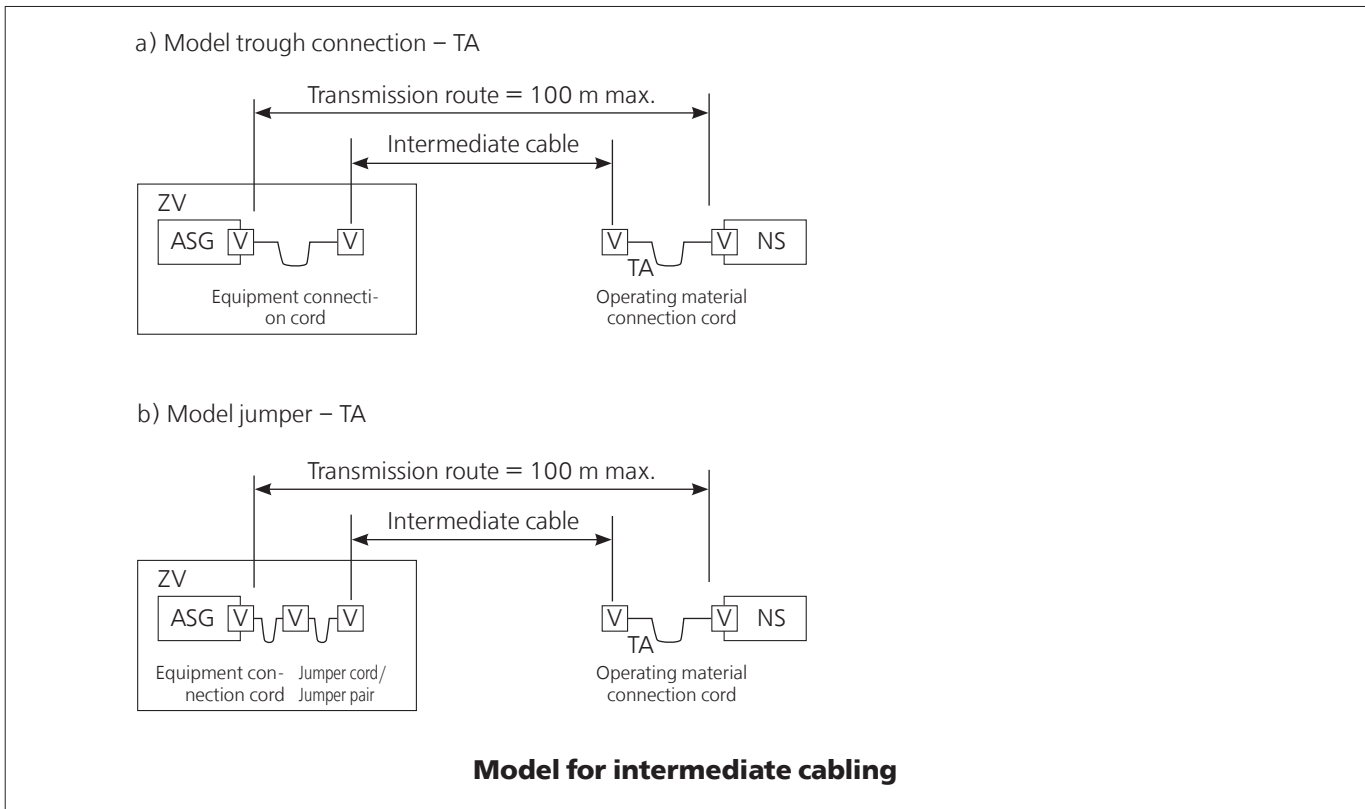 a) Model trough connection – TA
Transmission route = 100 m max.
Intermediate cable
ZV
ASG V V V V NS
TA
Equipment connecti-
on cord
Operating material
connection cord
b) Model jumper – TA
Transmission route = 100 m max.
Intermediate cable
ZV
ASG V V V V V NS
TA
Equipment con-
nection cord
Jumper cord/
Jumper pair
Operating material
connection cord
Model for intermediate cabling